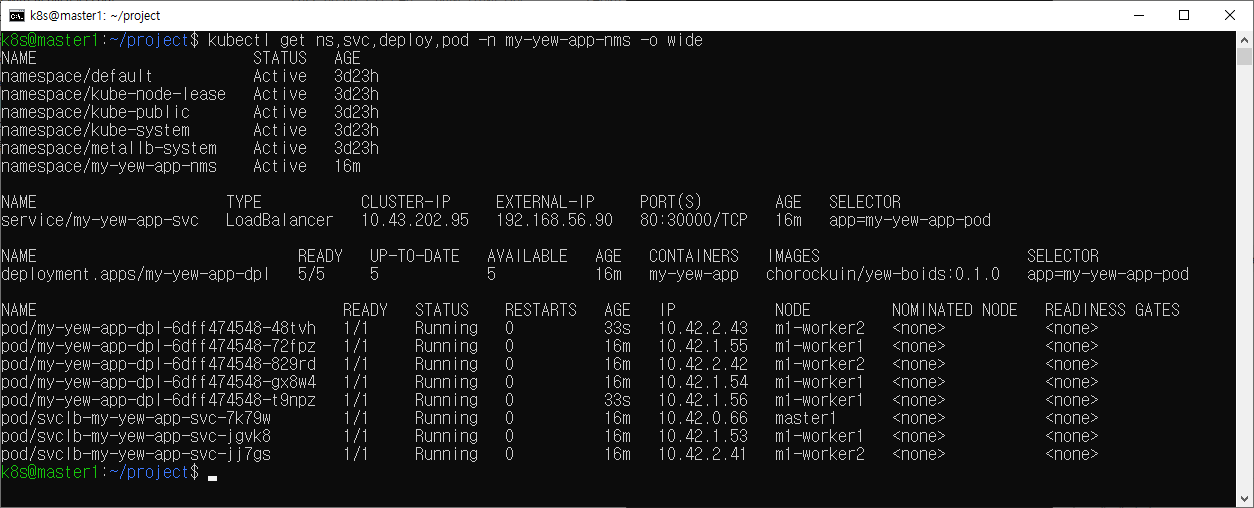 k8s@master1: ~/project
k8s@master1:~/project$ kubectl get ns,svc,deploy,pod -n my-yew-app-nms -o wide
NAME STATUS AGE
namespace/default Active 3d23h
namespace/kube-node-lease Active 3d23h
namespace/kube-public Active 3d23h
namespace/kube-system Active 3d23h
namespace/metallb-system Active 3d23h
namespace/my-yew-app-nms Active 16m
NAME TYPE CLUSTER-IP EXTERNAL-IP PORT(S) AGE SELECTOR
service/my-yew-app-svc LoadBalancer 10.43.202.95 192.168.56.90 80:30000/TCP 16m app=my-yew-app-pod
NAME READY UP-TO-DATE AVAILABLE AGE CONTAINERS IMAGES SELECTOR
deployment.apps/my-yew-app-dpl 5/5 5 5 16m my-yew-app chorockuin/yew-boids:0.1.0 app=my-yew-app-pod
NAME READY STATUS RESTARTS AGE IP NODE NOMINATED NODE READINESS GATES
pod/my-yew-app-dpl-6dff474548-48tvh 1/1 Running 0 33s 10.42.2.43 m1-worker2 <none> <none>
pod/my-yew-app-dpl-6dff474548-72fpz 1/1 Running 0 16m 10.42.1.55 m1-worker1 <none> <none>
pod/my-yew-app-dpl-6dff474548-829rd 1/1 Running 0 16m 10.42.2.42 m1-worker2 <none> <none>
pod/my-yew-app-dpl-6dff474548-gx8w4 1/1 Running 0 16m 10.42.1.54 m1-worker1 <none> <none>
pod/my-yew-app-dpl-6dff474548-t9npz 1/1 Running 0 33s 10.42.1.56 m1-worker1 <none> <none>
pod/svclb-my-yew-app-svc-7k79w 1/1 Running 0 16m 10.42.0.66 master1 <none> <none>
pod/svclb-my-yew-app-svc-jgvk8 1/1 Running 0 16m 10.42.1.53 m1-worker1 <none> <none>
pod/svclb-my-yew-app-svc-jj7gs 1/1 Running 0 16m 10.42.2.41 m1-worker2 <none> <none>
k8s@master1:~/project$